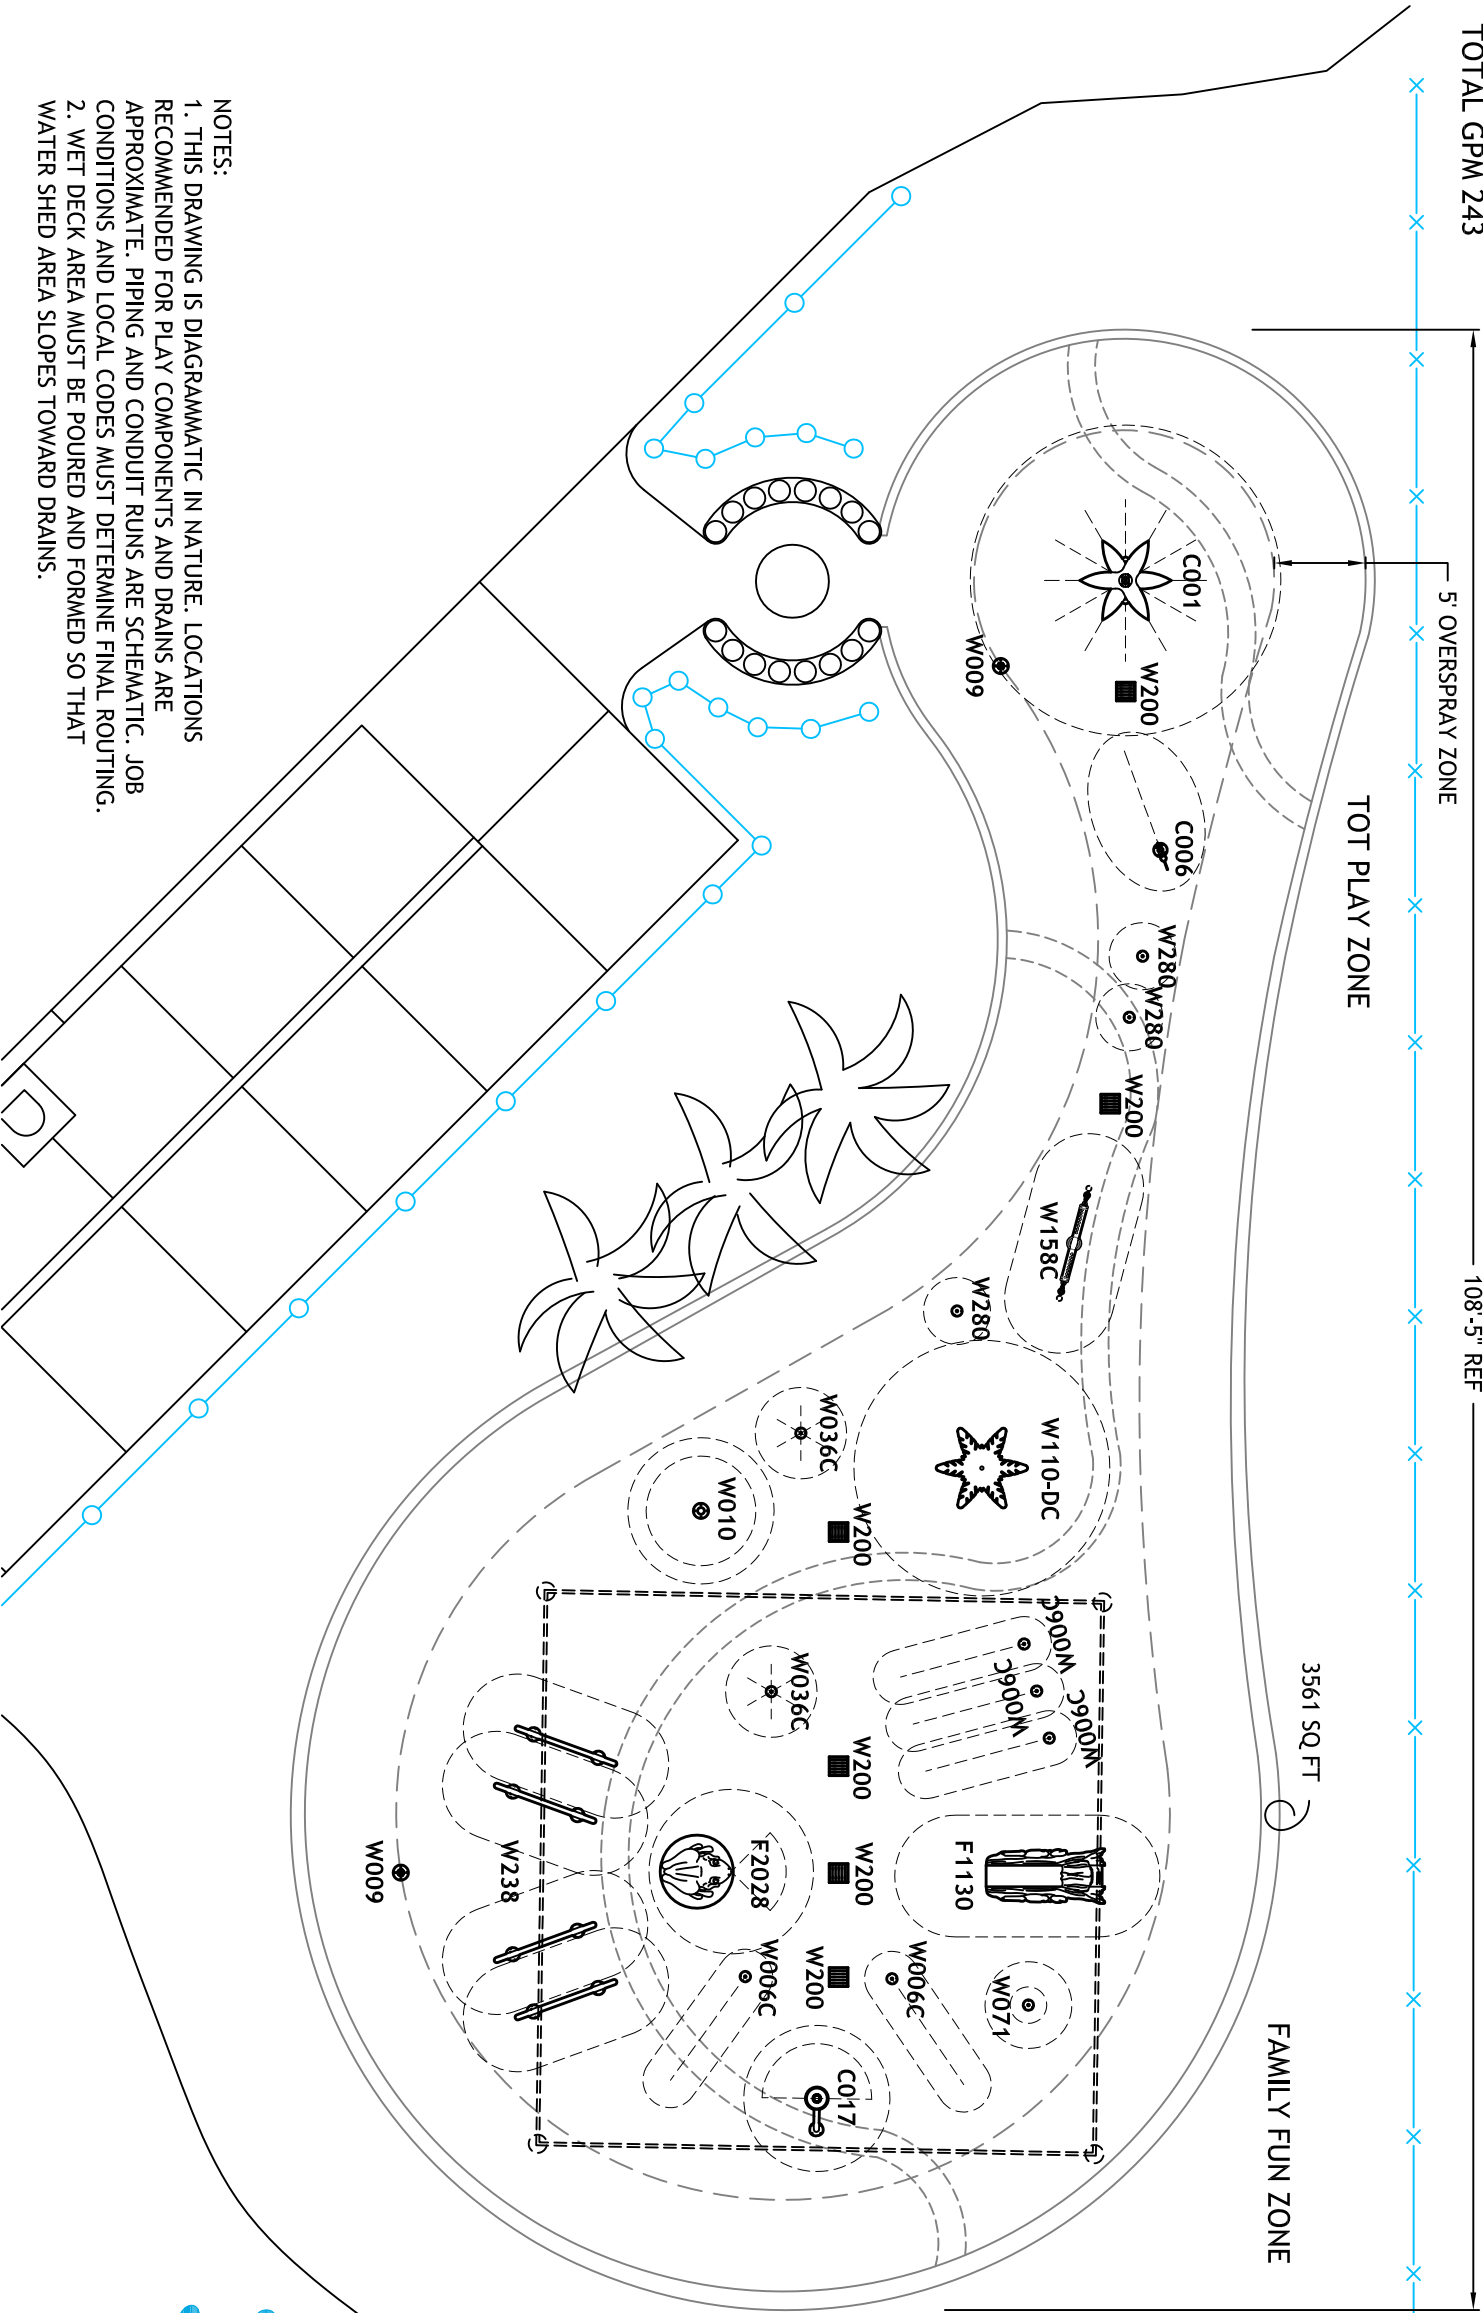 TOTAL GPM 243
108'-5" REF
5' OVERSPRAY ZONE
TOT PLAY ZONE
3561 SQ FT
FAMILY FUN ZONE
C001
W009
W200
C006
W280
W280
W200
W158C
W280
W110-DC
W036C
W010
W200
W006C
W006C
W006C
W036C
W200
F1130
W200
F2028
W238
W009
W071
W006C
W200
W006C
C017
NOTES:
1. THIS DRAWING IS DIAGRAMMATIC IN NATURE. LOCATIONS
RECOMMENDED FOR PLAY COMPONENTS AND DRAINS ARE
APPROXIMATE. PIPING AND CONDUIT RUNS ARE SCHEMATIC. JOB
CONDITIONS AND LOCAL CODES MUST DETERMINE FINAL ROUTING.
2. WET DECK AREA MUST BE POURED AND FORMED SO THAT
WATER SHED AREA SLOPES TOWARD DRAINS.